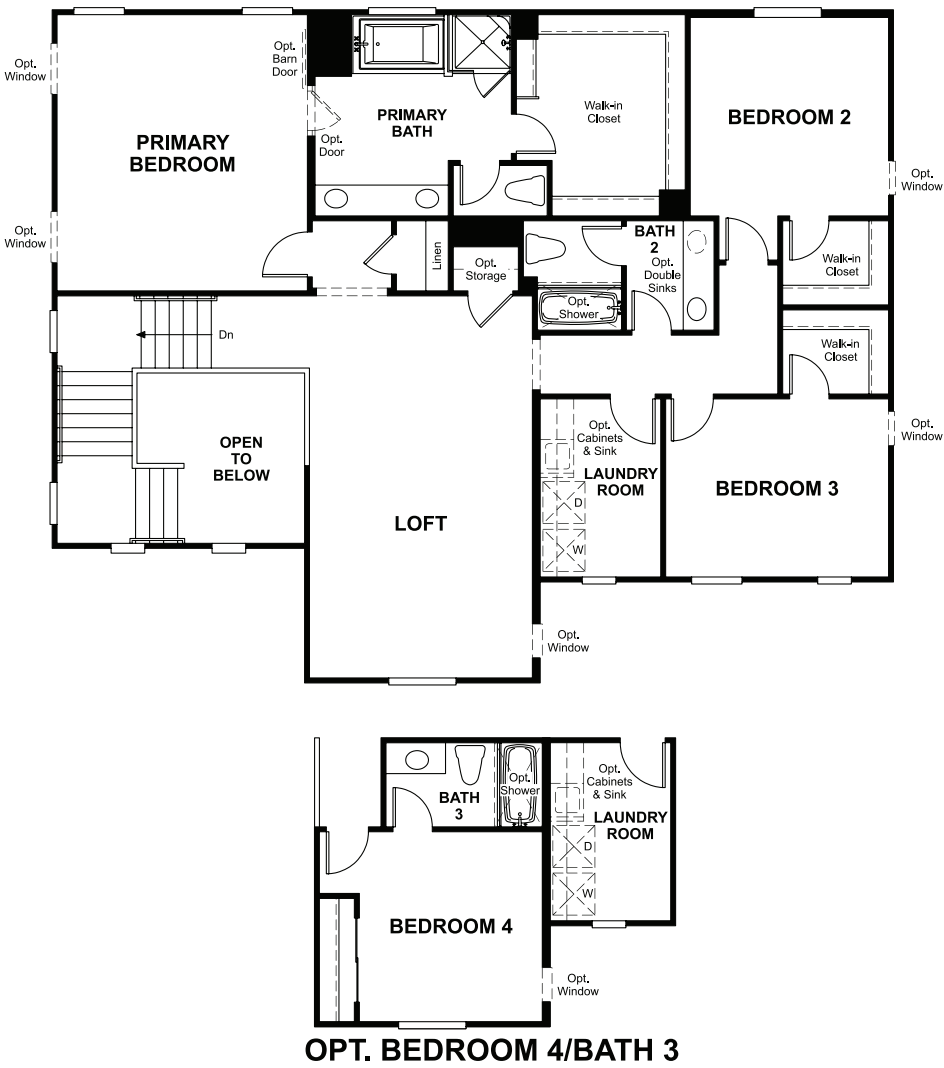 Opt.
Window
Opt.
Barn
Door
PRIMARY
BEDROOM
Opt.
Door
PRIMARY
BATH
Walk-in
Closet
BEDROOM 2
Opt.
Window
Opt.
Window
Linen
Opt.
Storage
BATH
2
Opt.
Double
Sinks
Opt.
Shower
Walk-in
Closet
Dn
Walk-in
Closet
OPEN
TO
BELOW
LOFT
Opt.
Cabinets
& Sink
LAUNDRY
ROOM
D
W
BEDROOM 3
Opt.
Window
Opt.
Window
BATH
3
Opt.
Shower
Opt.
Cabinets
& Sink
LAUNDRY
ROOM
D
W
BEDROOM 4
Opt.
Window
OPT. BEDROOM 4/BATH 3